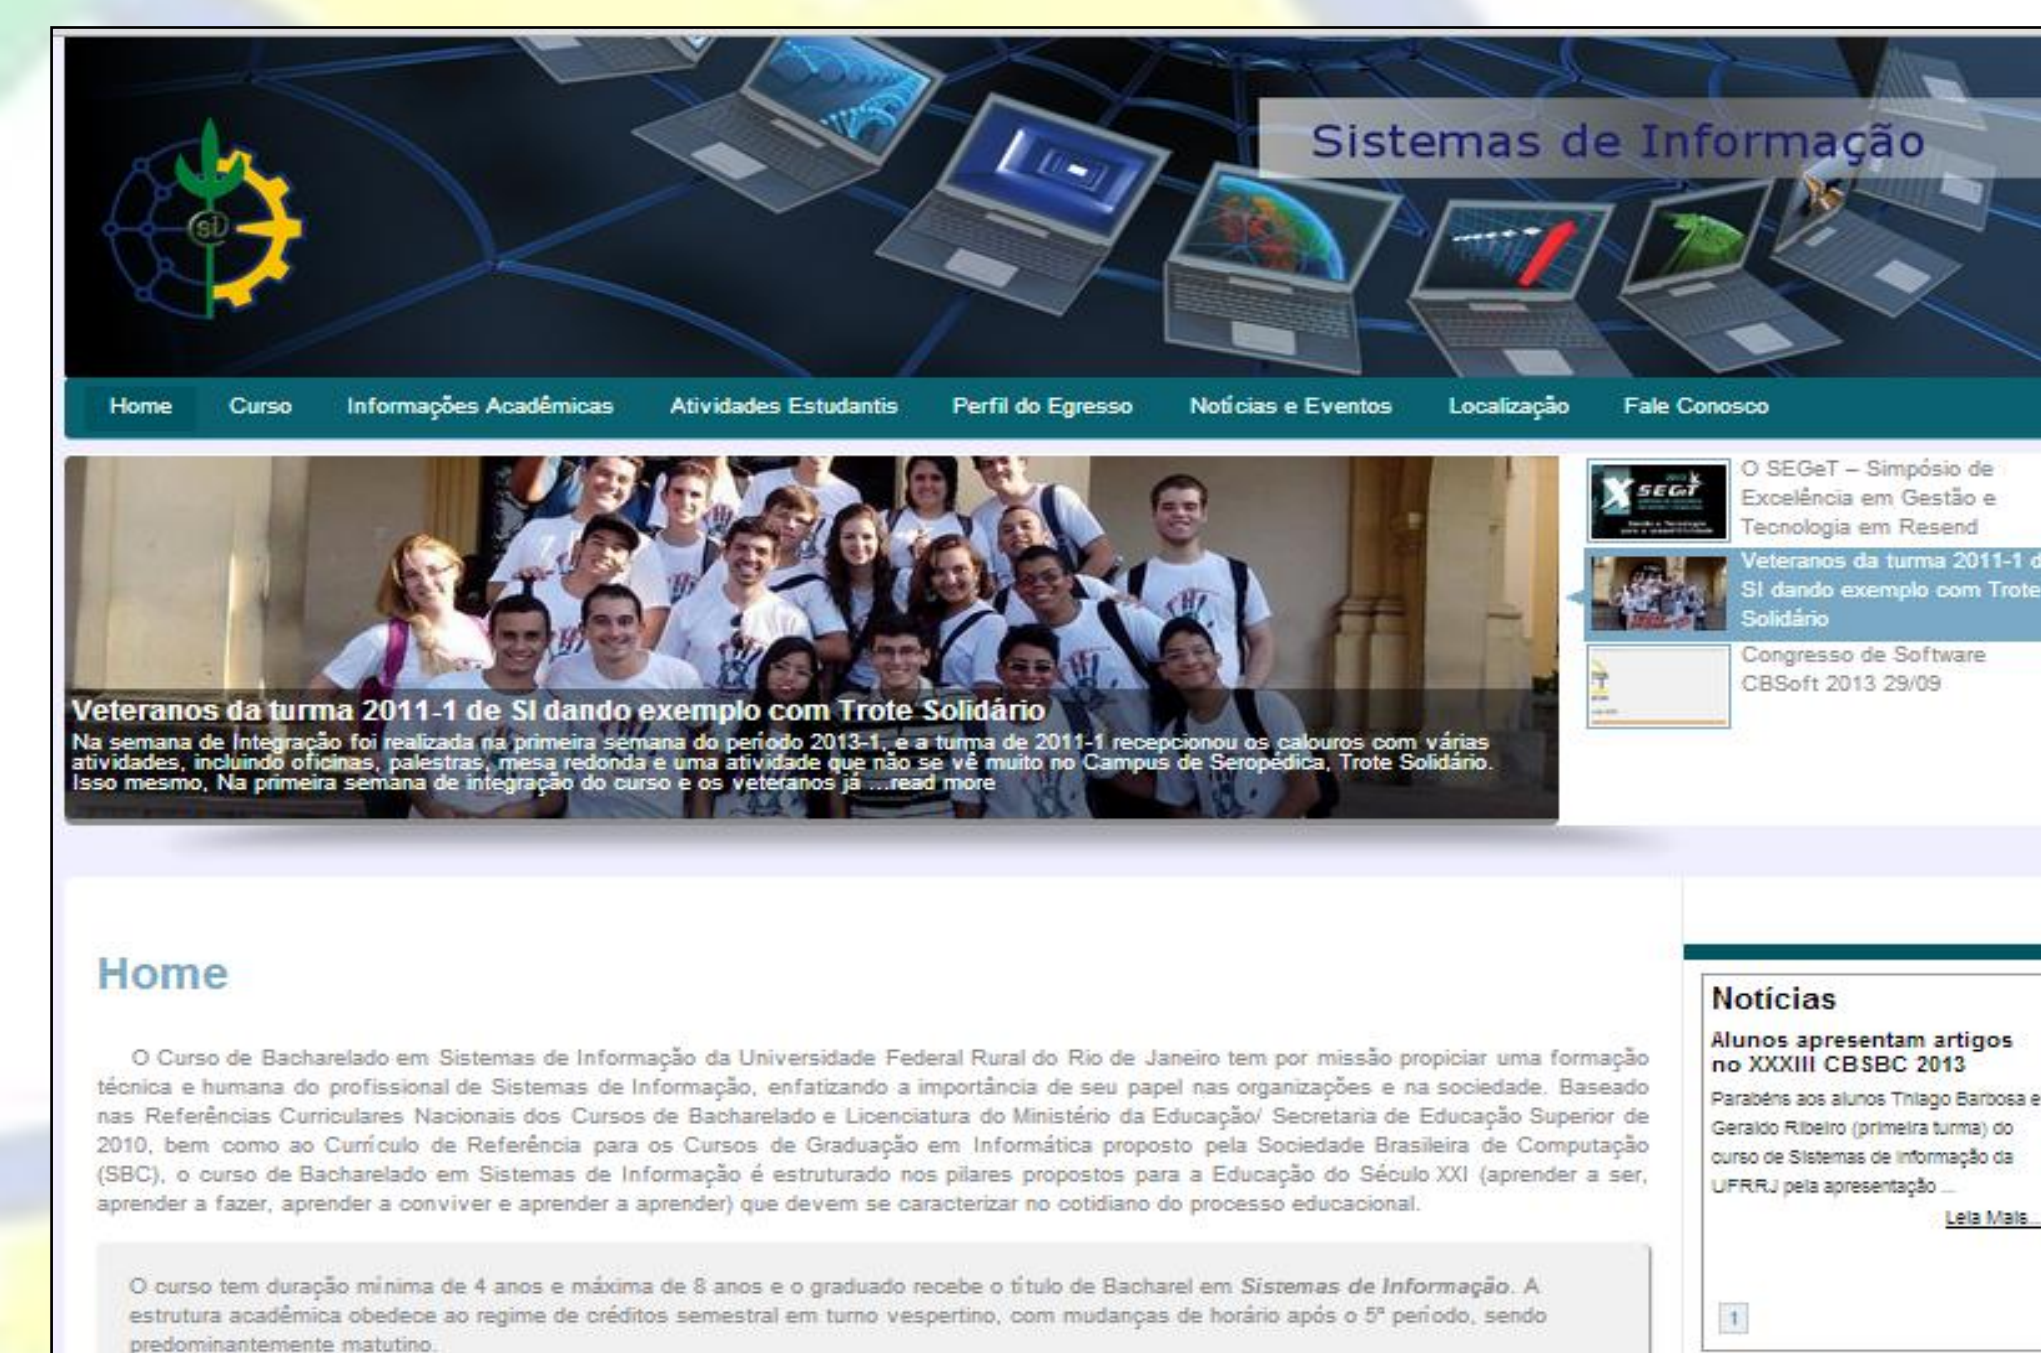 si
Sistemas de Informação
Home Curso Informações Acadêmicas Atividades Estudantis Perfil do Egresso Notícias e Eventos Localização Fale Conosco
Veteranos da turma 2011-1 de SI dando exemplo com Trote Solidário
Na semana de Integração foi realizada na primeira semana do período 2013-1, e a turma de 2011-1 recepcionou os calouros com várias
atividades, incluindo oficinas, palestras, mesa redonda e uma atividade que não se vê muito no Campus de Seropédica, Trote Solidário.
Isso mesmo, Na primeira semana de integração do curso e os veteranos já ...read more
SEGeT
O SEGeT – Simpósio de
Excelência em Gestão e
Tecnologia em Resend
Veteranos da turma 2011-1 d
SI dando exemplo com Trote
Solidário
Congresso de Software
CBSoft 2013 29/09
Home
O Curso de Bacharelado em Sistemas de Informação da Universidade Federal Rural do Rio de Janeiro tem por missão propiciar uma formação
técnica e humana do profissional de Sistemas de Informação, enfatizando a importância de seu papel nas organizações e na sociedade. Baseado
nas Referências Curriculares Nacionais dos Cursos de Bacharelado e Licenciatura do Ministério da Educação/ Secretaria de Educação Superior de
2010, bem como ao Currículo de Referência para os Cursos de Graduação em Informática proposto pela Sociedade Brasileira de Computação
(SBC), o curso de Bacharelado em Sistemas de Informação é estruturado nos pilares propostos para a Educação do Século XXI (aprender a ser,
aprender a fazer, aprender a conviver e aprender a aprender) que devem se caracterizar no cotidiano do processo educacional.
O curso tem duração mínima de 4 anos e máxima de 8 anos e o graduado recebe o título de Bacharel em Sistemas de Informação. A
estrutura acadêmica obedece ao regime de créditos semestral em turno vespertino, com mudanças de horário após o 5º período, sendo
predominantemente matutino.
Notícias
Alunos apresentam artigos
no XXXIII CBSBC 2013
Parabéns aos alunos Thiago Barbosa e
Geraldo Ribeiro (primeira turma) do
curso de Sistemas de Informação da
UFRRJ pela apresentação ...
Leia Mais...
1